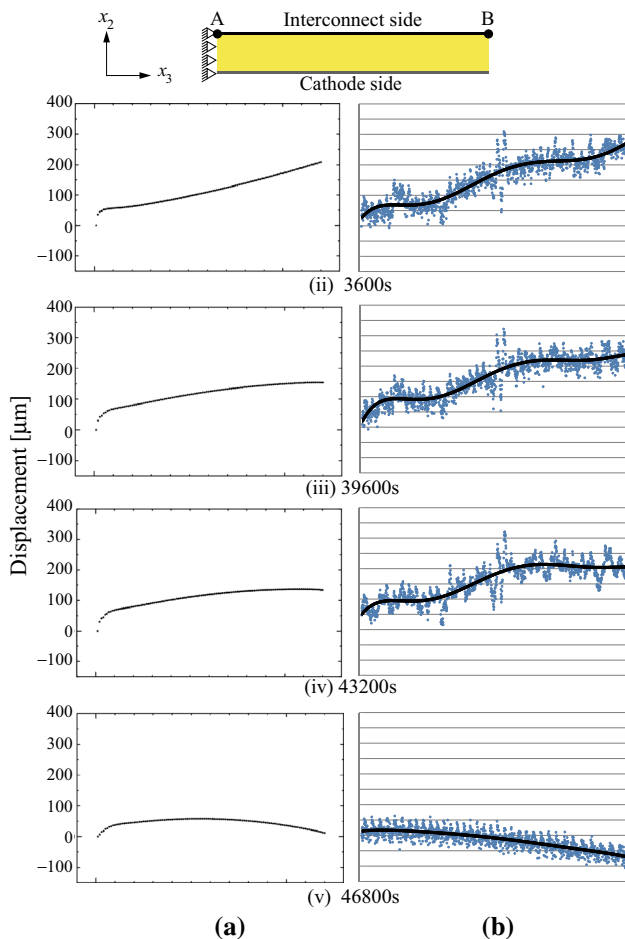 x2
x3
A
Interconnect side
B
Cathode side
Displacement [μm]
400
300
200
100
0
−100
(ii) 3600s
400
300
200
100
0
−100
(iii) 39600s
400
300
200
100
0
−100
(iv) 43200s
400
300
200
100
0
−100
(v) 46800s
(a)
(b)